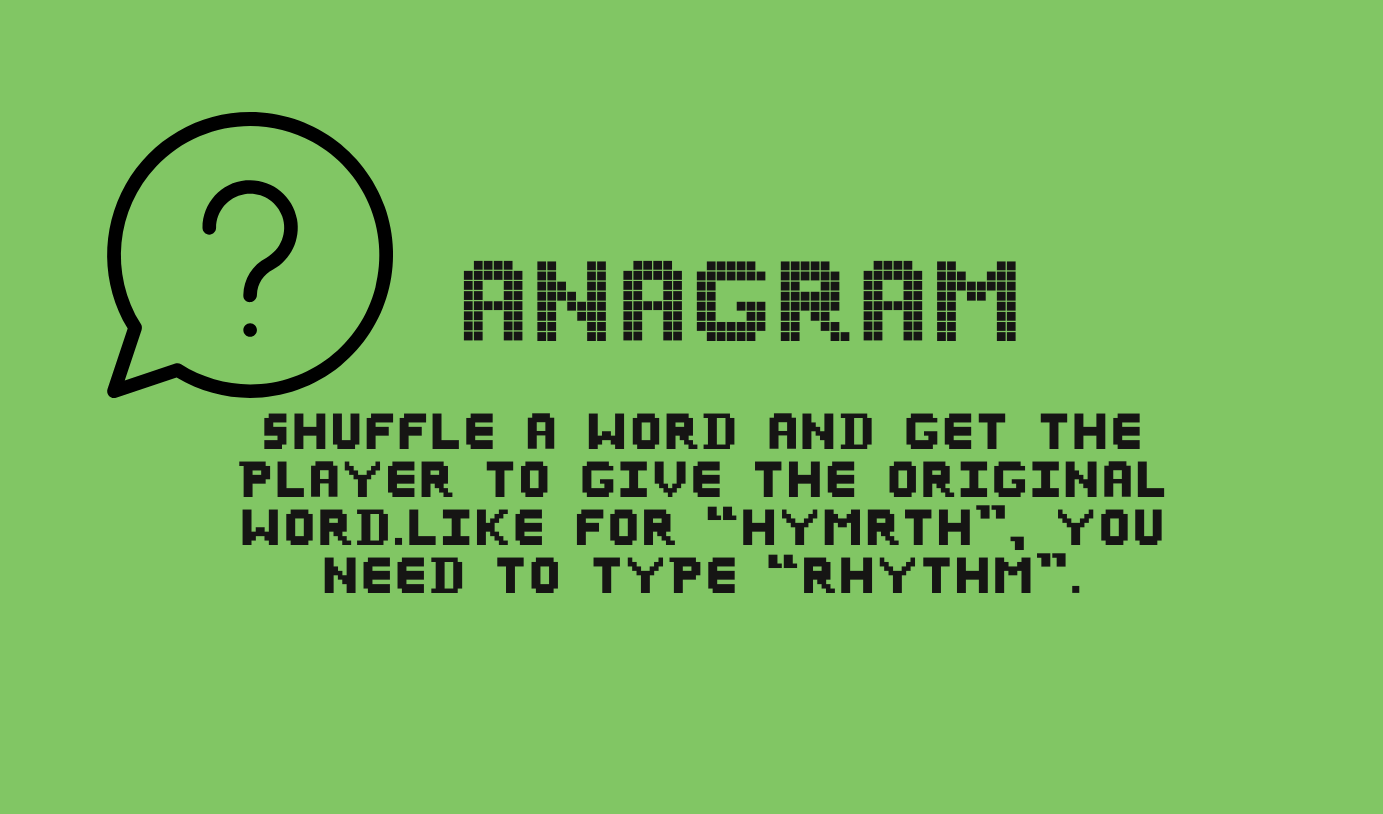 ?
ANAGRAM
SHUFFLE A WORD AND GET THE
PLAYER TO GIVE THE ORIGINAL
WORD.LIKE FOR “HYMRTH”, YOU
NEED TO TYPE “RHYTHM”.